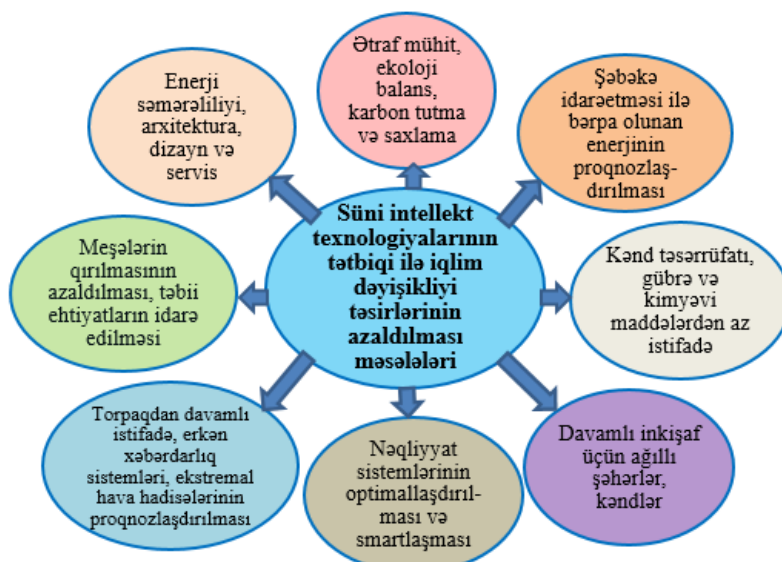 Ətraf mühit,
ekoloji
balans,
karbon tutma
və saxlama
Enerji
səmərəliliyi,
arxitektura,
dizayn və
servis
Şəbəkə
idarəetməsi ilə
bərpa olunan
enerjinin
proqnozlaş-
dırılması
Süni intellekt
texnologiyalarının
tətbiqi ilə iqlim
dəyişikliyi
təsirlərinin
azaldılması
məsələləri
Meşələrin
qırılmasının
azaldılması, təbii
ehtiyatların idarə
edilməsi
Kənd təsərrüfatı,
gübrə və
kimyəvi
maddələrdən az
istifadə
Torpaqdan davamlı
istifadə, erkən
xəbərdarlıq
sistemləri, ekstremal
hava hadisələrinin
proqnozlaşdırılması
Nəqliyyat
sistemlərinin
optimallaşdırıl-
ması və
smartlaşması
Davamlı inkişaf
üçün ağıllı
şəhərlər,
kəndlər